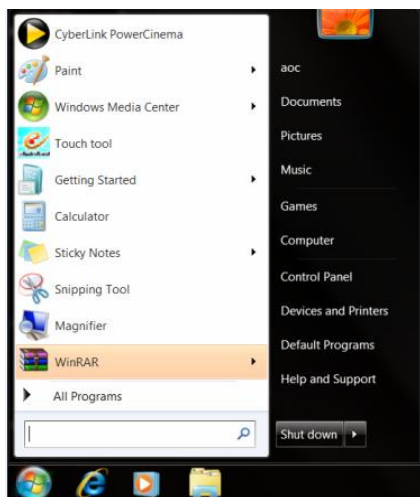 CyberLink PowerCinema
Paint
Windows Media Center
Touch tool
Getting Started
Calculator
Sticky Notes
Snipping Tool
Magnifier
WinRAR
All Programs
aoc
Documents
Pictures
Music
Games
Computer
Control Panel
Devices and Printers
Default Programs
Help and Support
Shut down